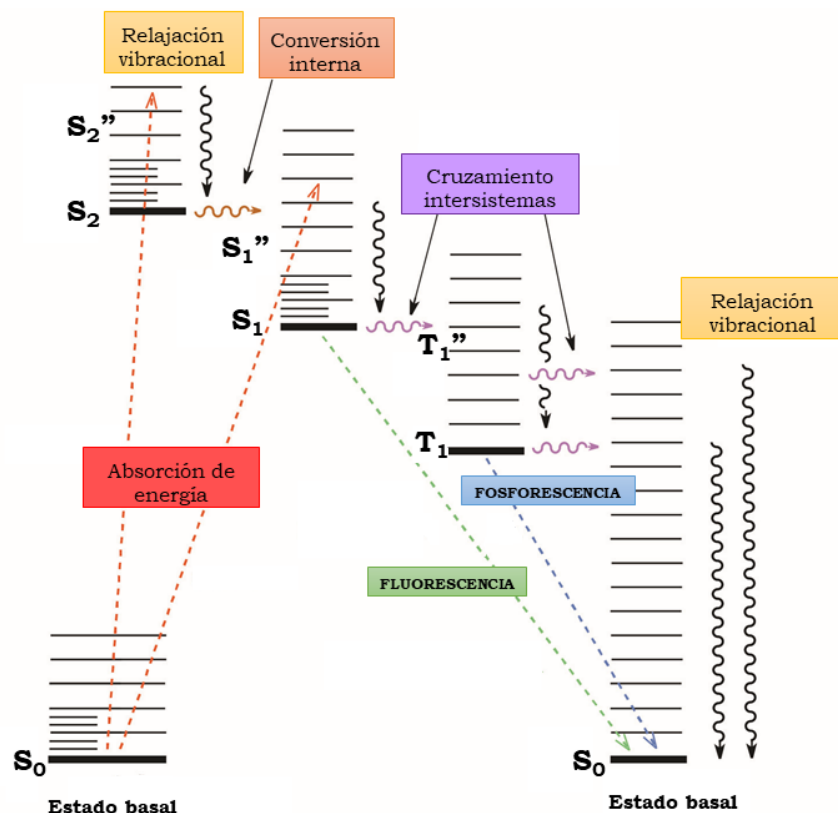 Relajación
vibracional
Conversión
interna
S₂”
S₂
Cruzamiento
intersistemas
S₁”
S₁
T₁”
Relajación
vibracional
T₁
Absorción de
energía
FOSFORESCENCIA
FLUORESCENCIA
S₀
Estado basal
S₀
Estado basal